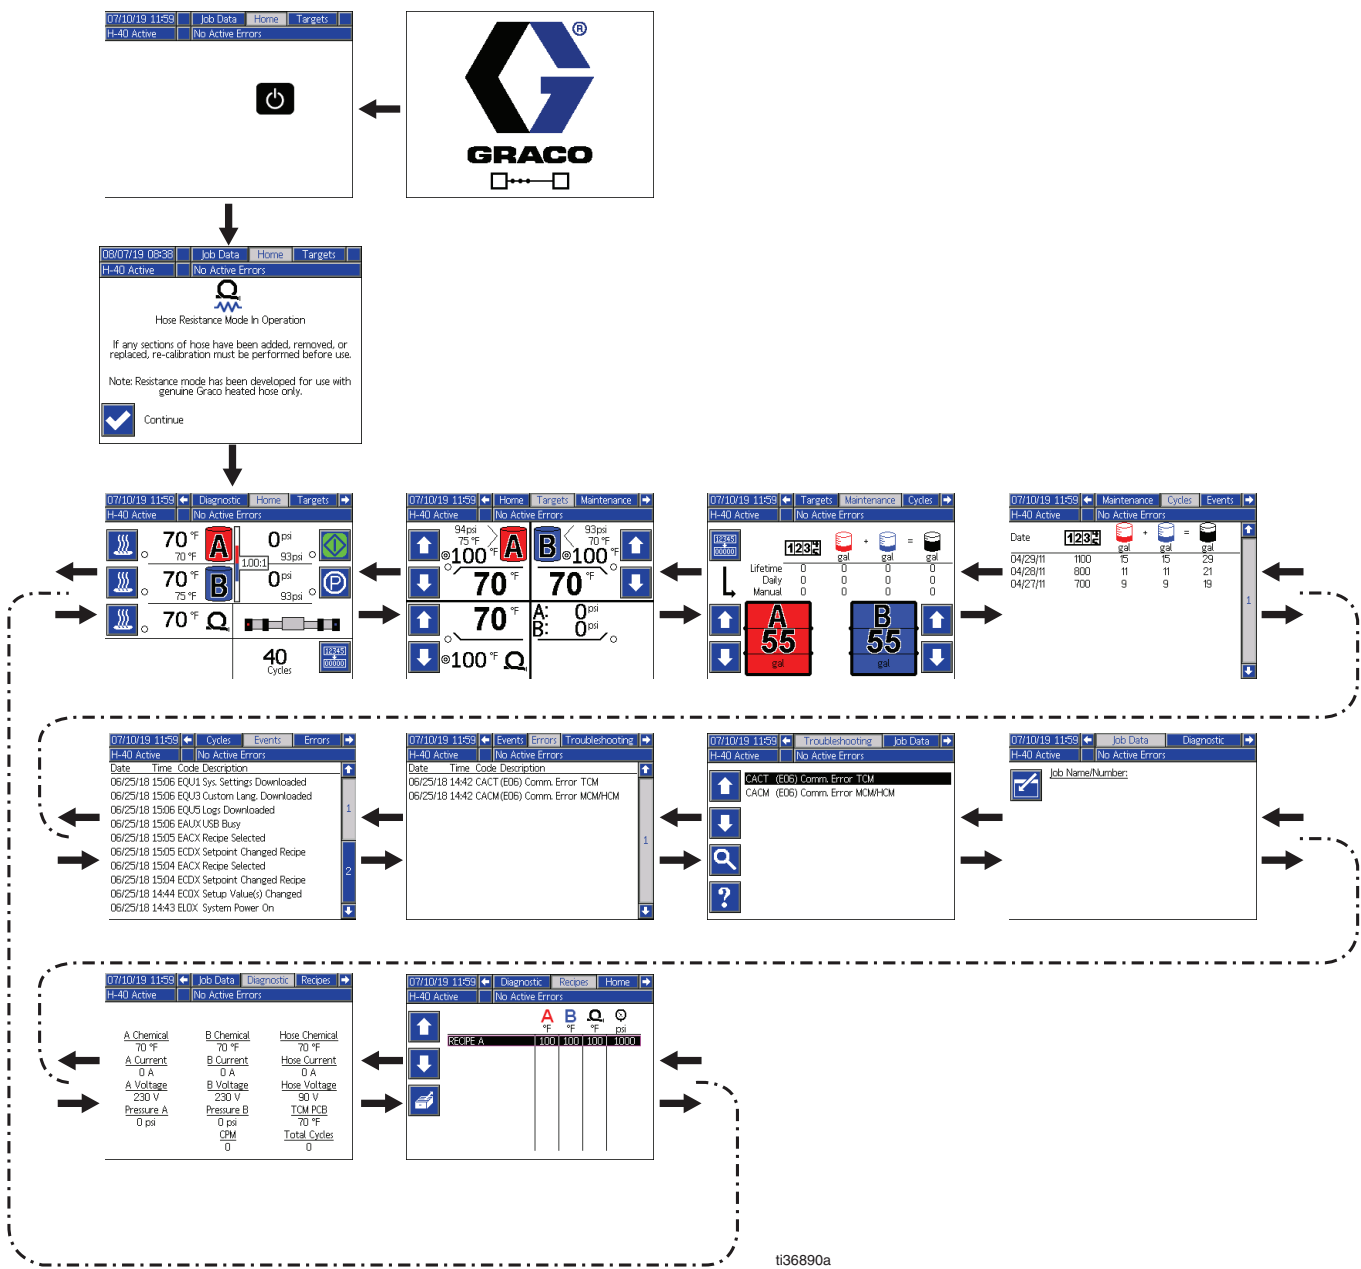 07/10/19 11:59 Job Data Home Targets
H-40 Active No Active Errors
®
GRACO
08/07/19 08:38 Job Data Home Targets
H-40 Active No Active Errors
Hose Resistance Mode In Operation
If any sections of hose have been added, removed, or
replaced, re-calibration must be performed before use.
Note: Resistance mode has been developed for use with
genuine Graco heated hose only.
Continue
07/10/19 11:59 Diagnostic Home Targets
H-40 Active No Active Errors
70 °F A 0 psi
70 °F 93psi
1.00:1
70 °F B 0 psi
75 °F 93psi
70 °F
40
Cycles
12345
00000
07/10/19 11:59 Home Targets Maintenance
H-40 Active No Active Errors
94psi
75 °F
100 °F A
70 °F
B 93psi
70 °F
100 °F
70 °F
70 °F
100 °F
A: 0 psi
B: 0 psi
07/10/19 11:59 Targets Maintenance Cycles
H-40 Active No Active Errors
12345
00000
1234 + =
gal gal gal
Lifetime 0 0 0 0
Daily 0 0 0 0
Manual 0 0 0 0
A
55
gal
B
55
gal
07/10/19 11:59 Maintenance Cycles Events
H-40 Active No Active Errors
Date 1234 + =
gal gal gal
04/29/11 1100 15 15 29
04/28/11 800 11 11 21
04/27/11 700 9 9 19
1
07/10/19 11:59 Cycles Events Errors
H-40 Active No Active Errors
Date Time Code Description
06/25/18 15:06 EQU1 Sys. Settings Downloaded
06/25/18 15:06 EQU3 Custom Lang. Downloaded
06/25/18 15:06 EQU5 Logs Downloaded
06/25/18 15:06 EAUX USB Busy
06/25/18 15:05 EACX Recipe Selected
06/25/18 15:05 ECDX Setpoint Changed Recipe
06/25/18 15:04 EACX Recipe Selected
06/25/18 15:04 ECDX Setpoint Changed Recipe
06/25/18 14:44 EC0X Setup Value(s) Changed
06/25/18 14:43 EL0X System Power On
1
2
07/10/19 11:59 Events Errors Troubleshooting
H-40 Active No Active Errors
Date Time Code Description
06/25/18 14:42 CACT (E06) Comm. Error TCM
06/25/18 14:42 CACM (E06) Comm. Error MCM/HCM
1
07/10/19 11:59 Troubleshooting Job Data
H-40 Active No Active Errors
CACT (E06) Comm. Error TCM
CACM (E06) Comm. Error MCM/HCM
?
07/10/19 11:59 Job Data Diagnostic
H-40 Active No Active Errors
Job Name/Number:
07/10/19 11:59 Job Data Diagnostic Recipes
H-40 Active No Active Errors
A Chemical B Chemical Hose Chemical
70 °F 70 °F 70 °F
A Current B Current Hose Current
0 A 0 A 0 A
A Voltage B Voltage Hose Voltage
230 V 230 V 90 V
Pressure A Pressure B TCM PCB
0 psi 0 psi 70 °F
CPM Total Cycles
0 0
07/10/19 11:59 Diagnostic Recipes Home
H-40 Active No Active Errors
A B
°F °F °F psi
RECIPE A 100 100 100 1000
ti36890a